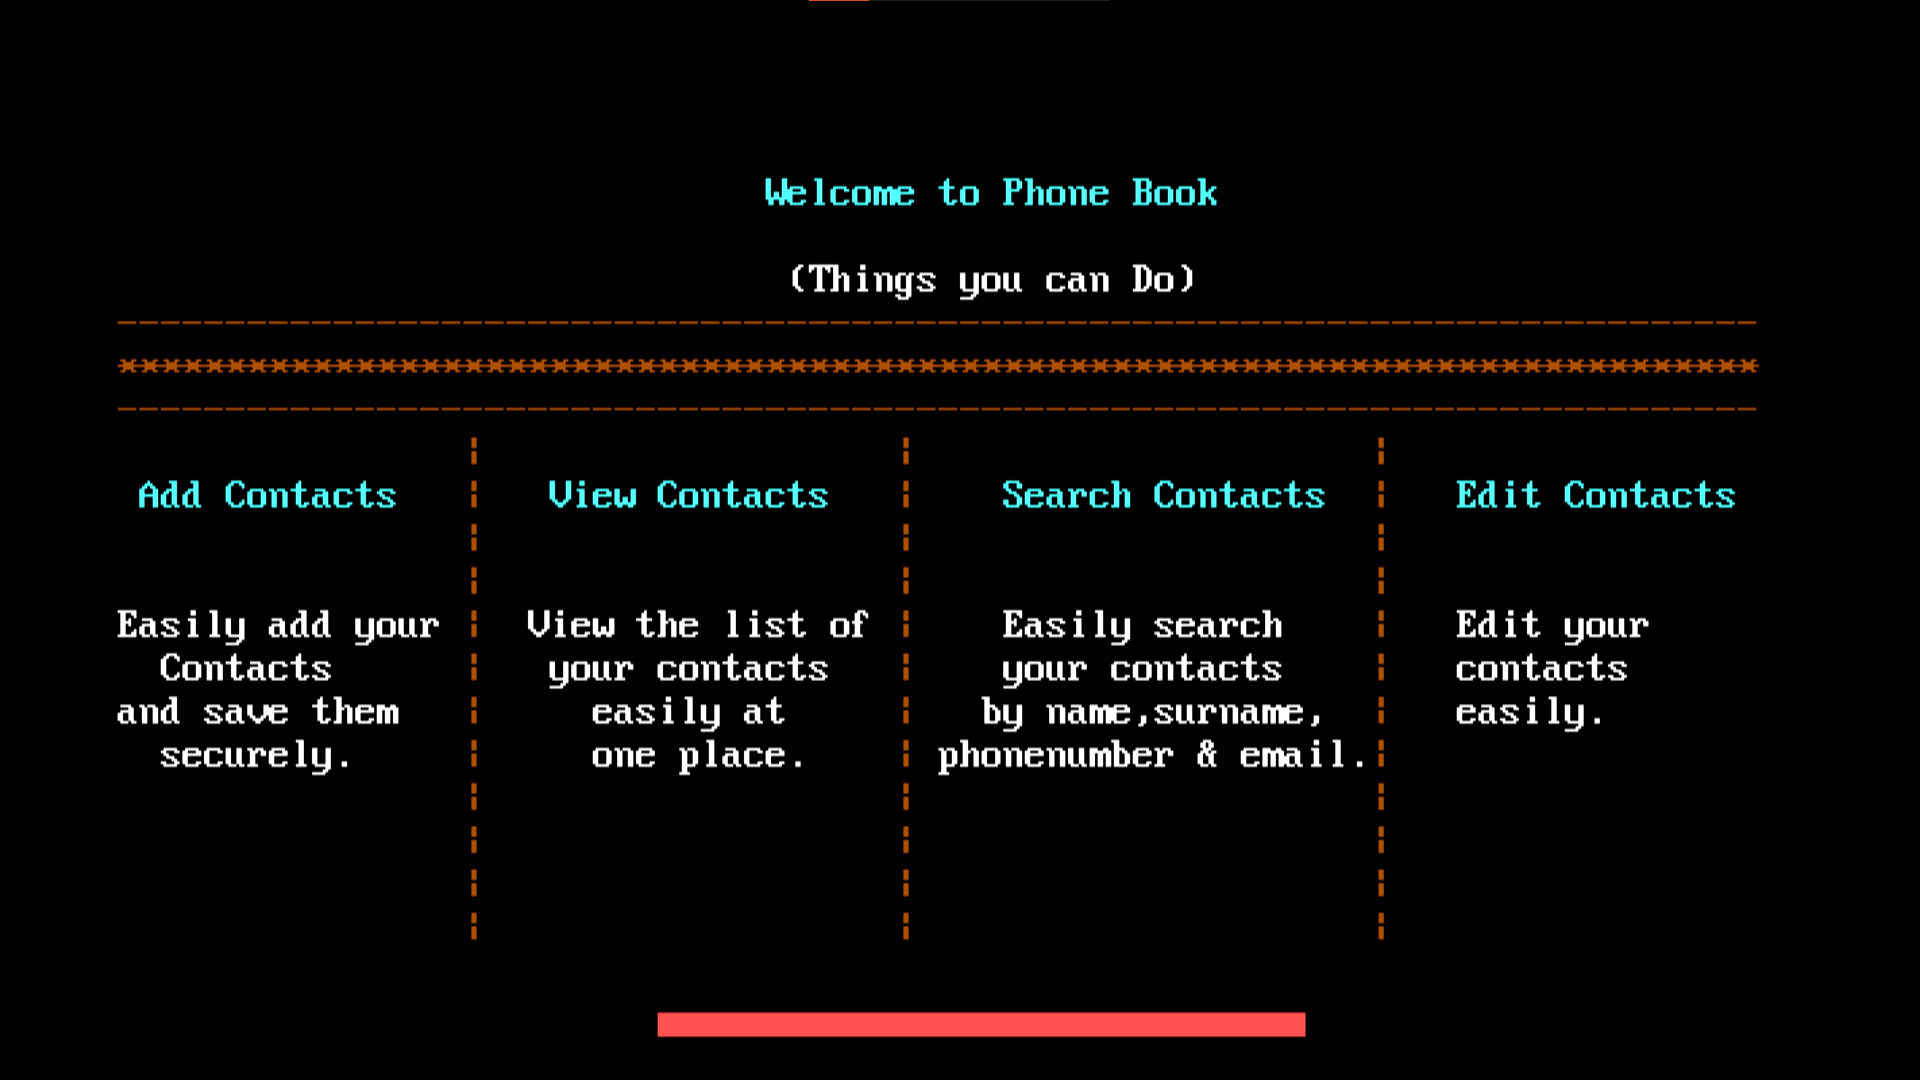 Welcome to Phone Book
(Things you can Do)
----------------------------------------------------------------------------
****************************************************************************
----------------------------------------------------------------------------
Add Contacts
Easily add your
Contacts
and save them
securely.
View Contacts
View the list of
your contacts
easily at
one place.
Search Contacts
Easily search
your contacts
by name,surname,
phonenumber & email.
Edit Contacts
Edit your
contacts
easily.